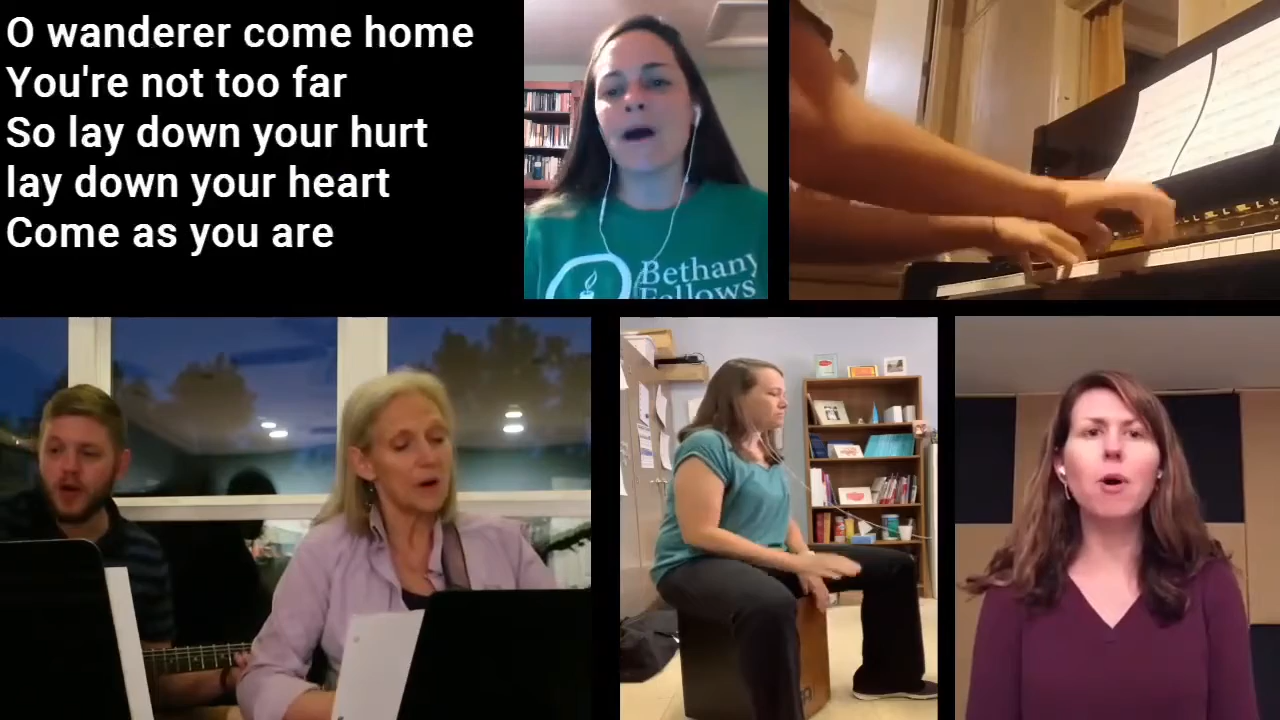 O wanderer come home
You're not too far
So lay down your hurt
lay down your heart
Come as you are
Bethany
Fellows